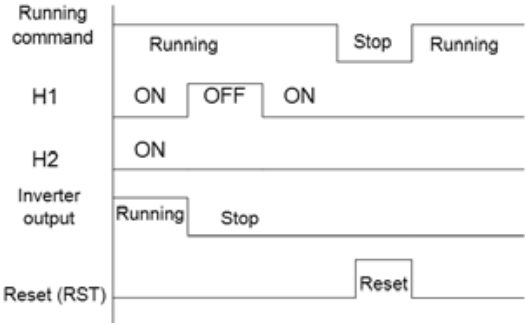 Running
command
Running
Stop
Running
H1
ON
OFF
ON
H2
ON
Inverter
output
Running
Stop
Reset (RST)
Reset